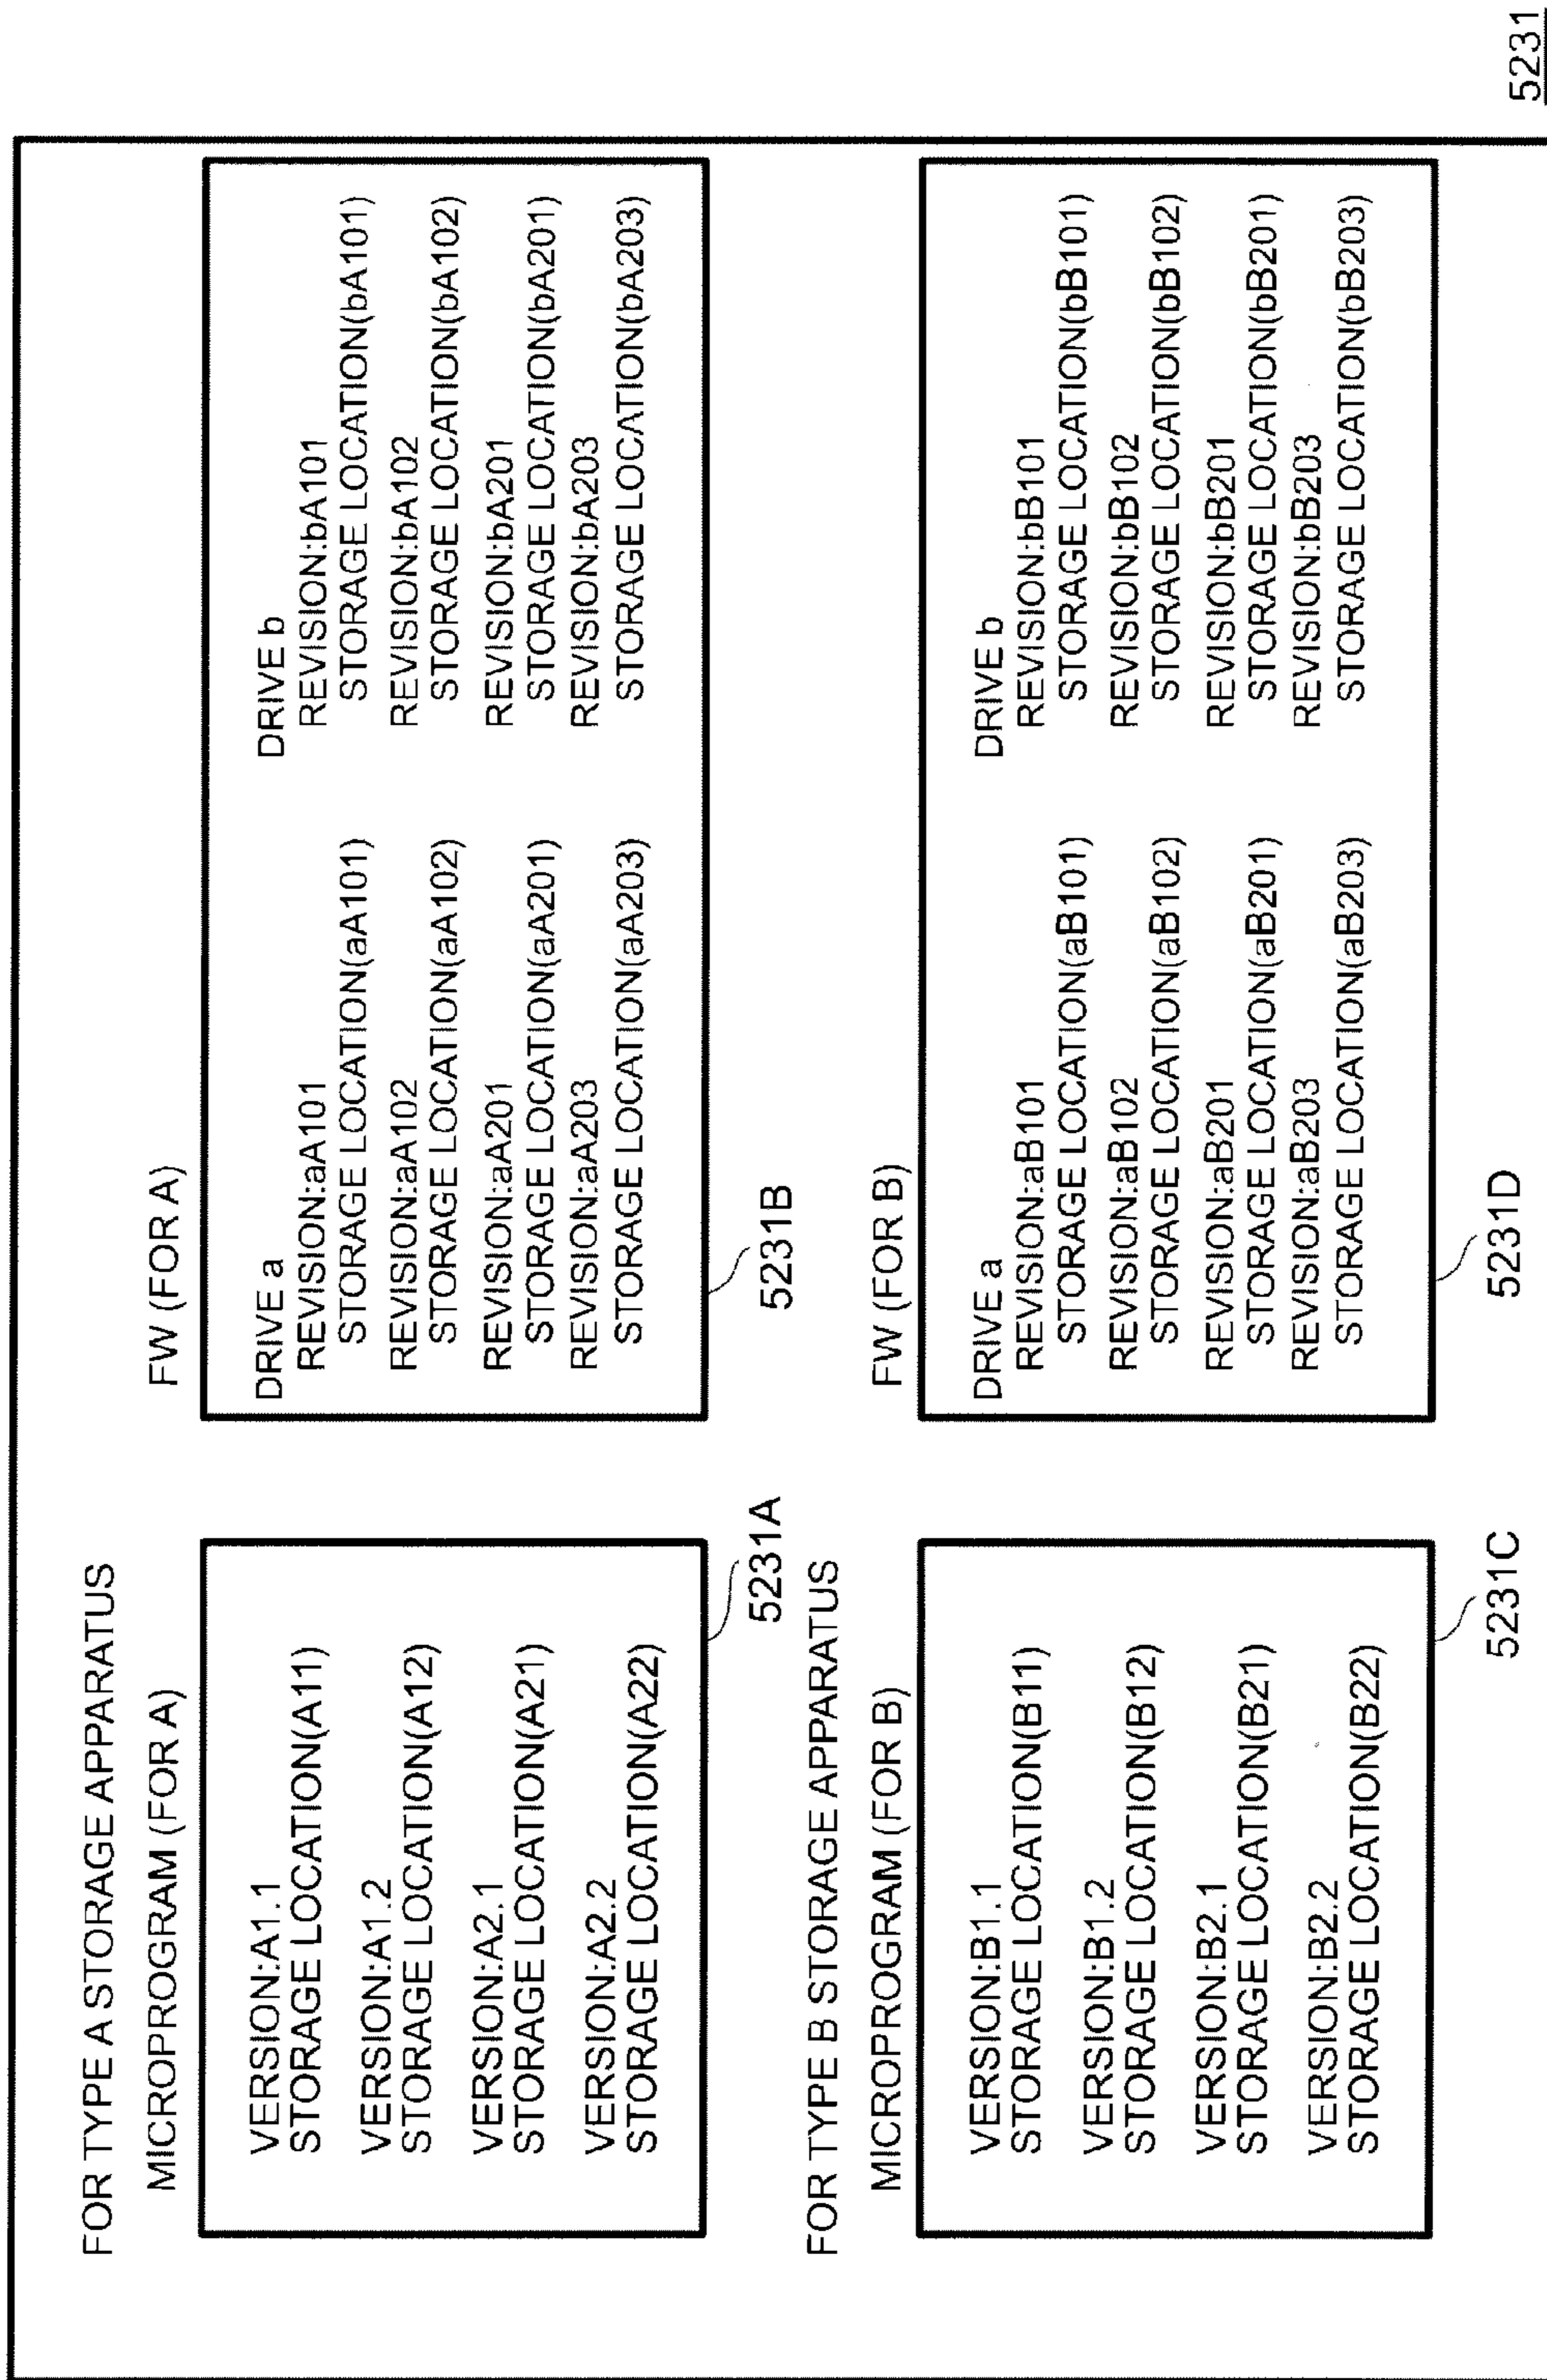 FOR TYPE A STORAGE APPARATUS
MICROPROGRAM (FOR A)
VERSION:A1.1
STORAGE LOCATION(A11)
VERSION:A1.2
STORAGE LOCATION(A12)
VERSION:A2.1
STORAGE LOCATION(A21)
VERSION:A2.2
STORAGE LOCATION(A22)
5231A
FW (FOR A)
DRIVE a
REVISION:aA101
STORAGE LOCATION(aA101)
REVISION:aA102
STORAGE LOCATION(aA102)
REVISION:aA201
STORAGE LOCATION(aA201)
REVISION:aA203
STORAGE LOCATION(aA203)
DRIVE b
REVISION:bA101
STORAGE LOCATION(bA101)
REVISION:bA102
STORAGE LOCATION(bA102)
REVISION:bA201
STORAGE LOCATION(bA201)
REVISION:bA203
STORAGE LOCATION(bA203)
5231B
FOR TYPE B STORAGE APPARATUS
MICROPROGRAM (FOR B)
VERSION:B1.1
STORAGE LOCATION(B11)
VERSION:B1.2
STORAGE LOCATION(B12)
VERSION:B2.1
STORAGE LOCATION(B21)
VERSION:B2.2
STORAGE LOCATION(B22)
5231C
FW (FOR B)
DRIVE a
REVISION:aB101
STORAGE LOCATION(aB101)
REVISION:aB102
STORAGE LOCATION(aB102)
REVISION:aB201
STORAGE LOCATION(aB201)
REVISION:aB203
STORAGE LOCATION(aB203)
DRIVE b
REVISION:bB101
STORAGE LOCATION(bB101)
REVISION:bB102
STORAGE LOCATION(bB102)
REVISION:bB201
STORAGE LOCATION(bB201)
REVISION:bB203
STORAGE LOCATION(bB203)
5231D
5231